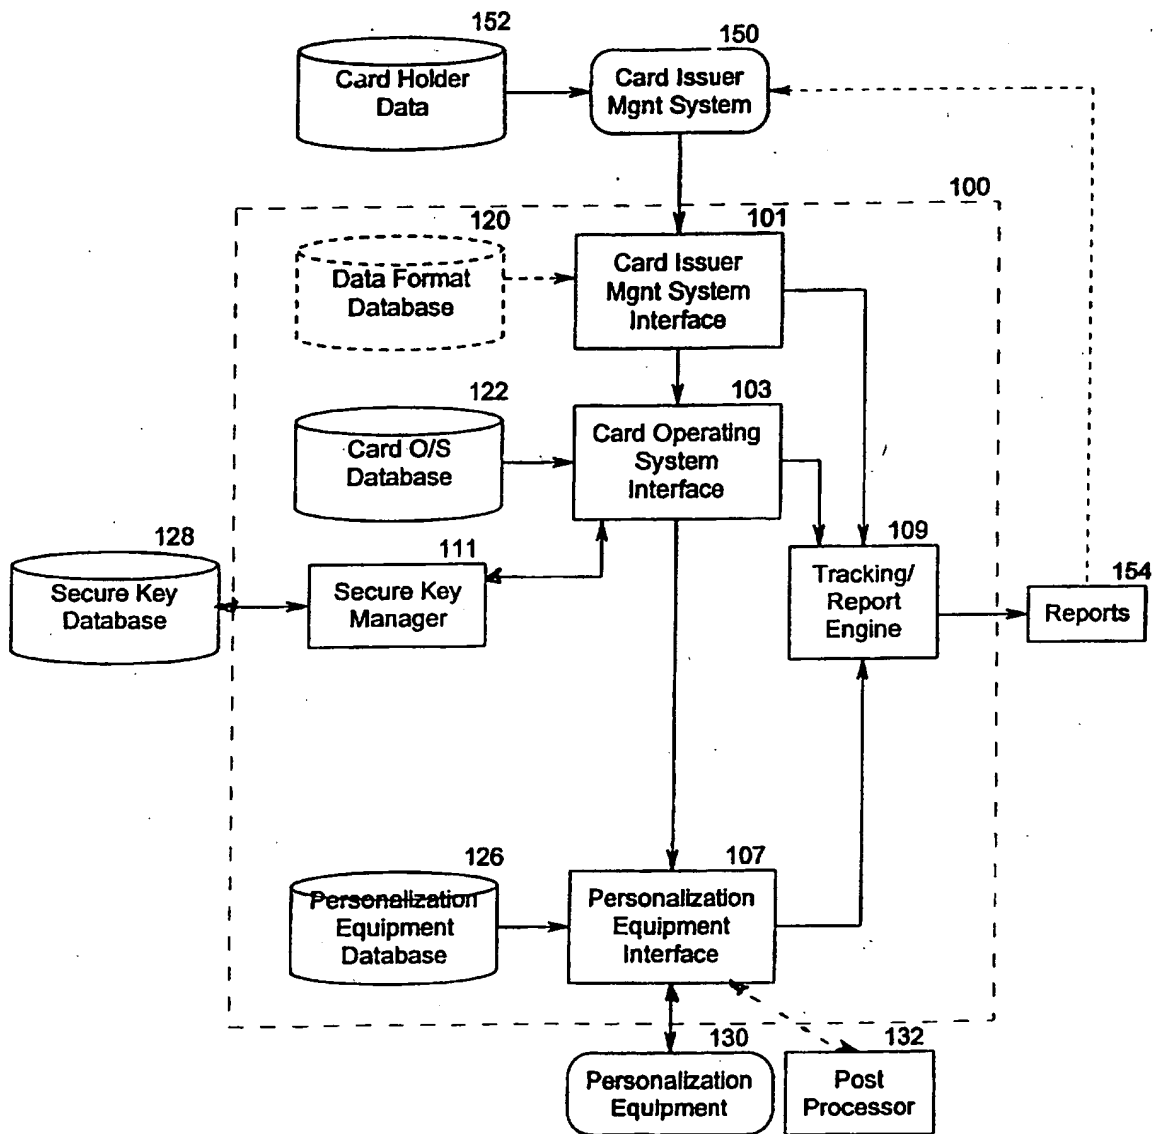 152
Card Holder
Data
150
Card Issuer
Mgnt System
100
120
Data Format
Database
101
Card Issuer
Mgnt System
Interface
122
Card O/S
Database
103
Card Operating
System
Interface
128
Secure Key
Database
111
Secure Key
Manager
109
Tracking/
Report
Engine
154
Reports
126
Personalization
Equipment
Database
107
Personalization
Equipment
Interface
130
Personalization
Equipment
132
Post
Processor